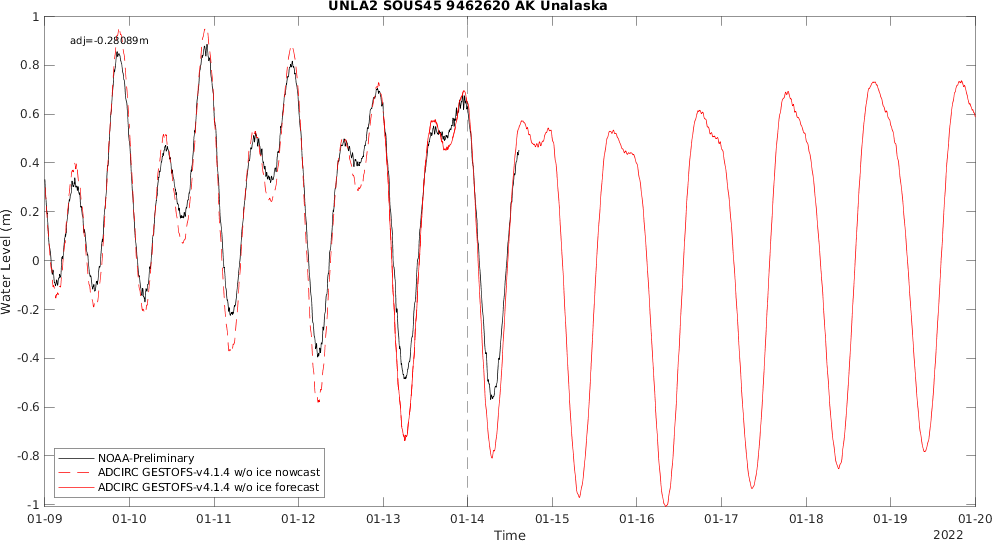 UNLA2 SOUS45 9462620 AK Unalaska
adj=-0.28089m
Water Level (m)
1
0.8
0.6
0.4
0.2
0
-0.2
-0.4
-0.6
-0.8
-1
NOAA-Preliminary
ADCIRC GESTOFS-v4.1.4 w/o ice nowcast
ADCIRC GESTOFS-v4.1.4 w/o ice forecast
01-09 01-10 01-11 01-12 01-13 01-14 01-15 01-16 01-17 01-18 01-19 01-20
Time
2022